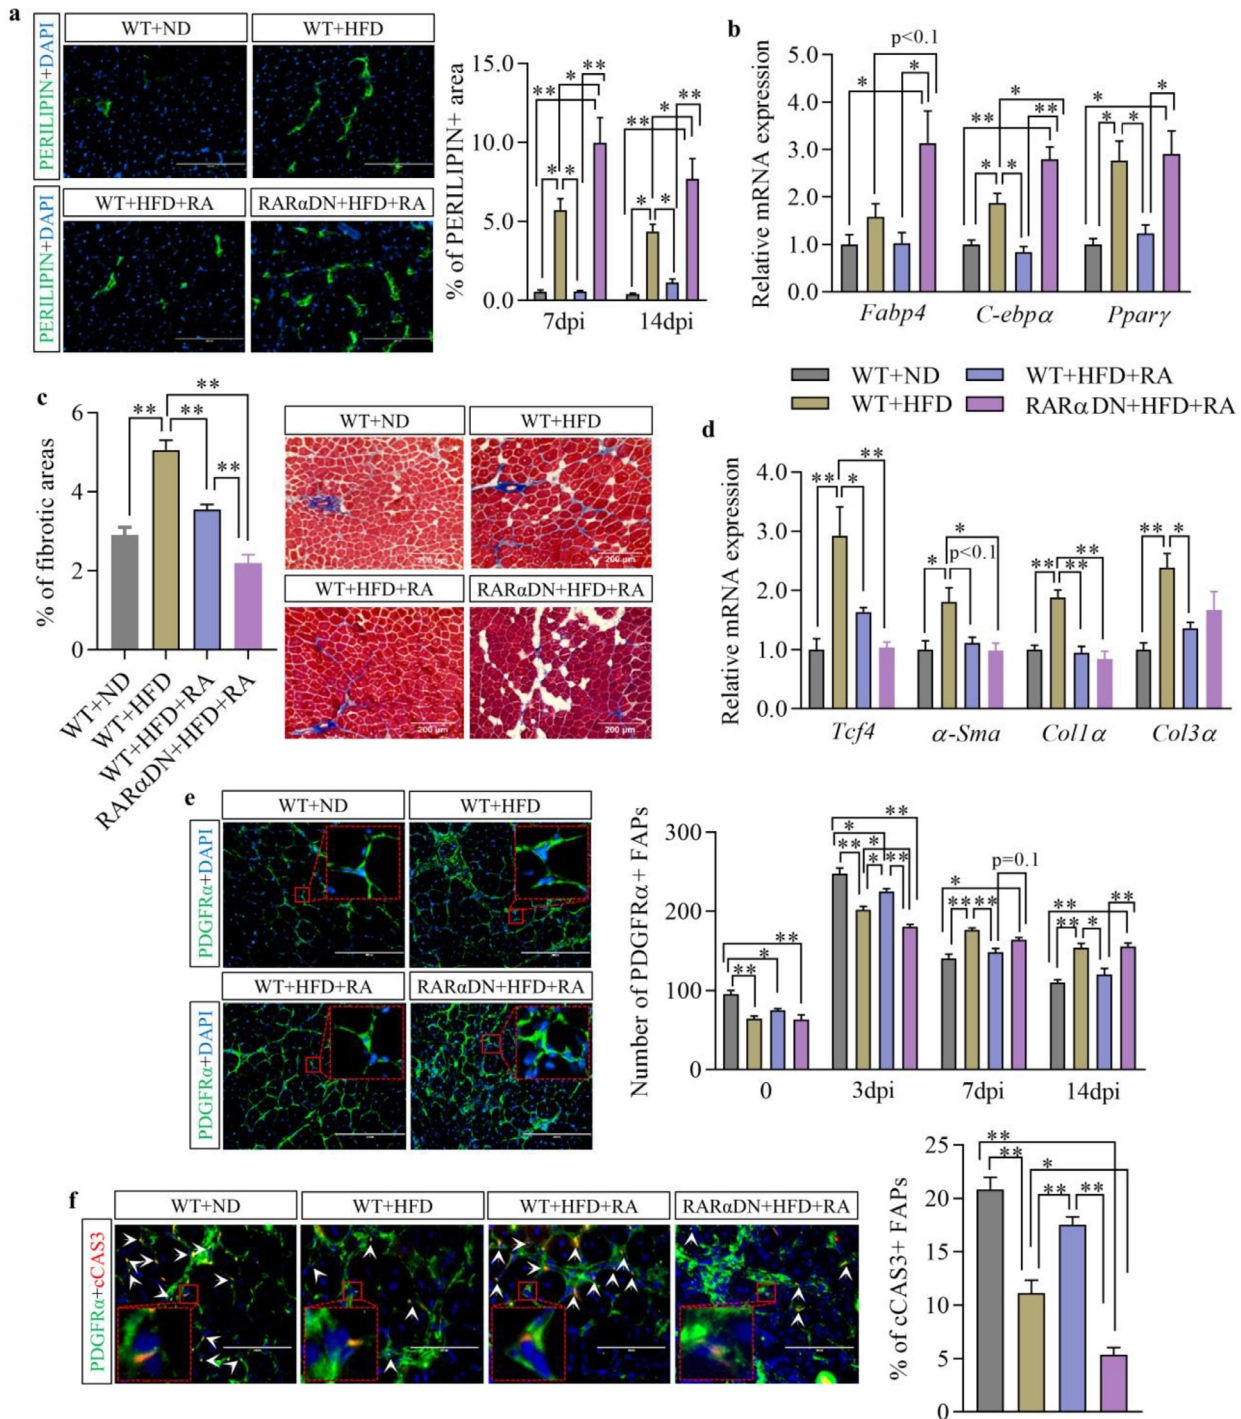 a
WT+ND
WT+HFD
PERILIPIN+DAPI
WT+HFD+RA
RARαDN+HFD+RA
PERILIPIN+DAPI
% of PERILIPIN+ area
15.0
10.0
5.0
0.0
** * **
** * **
* *
* *
7dpi
14dpi
b
Relative mRNA expression
5.0
4.0
3.0
2.0
1.0
0.0
p<0.1
* *
* ** **
* *
* *
* *
Fabp4
C-ebpα
Pparγ
WT+ND
WT+HFD
WT+HFD+RA
RARαDN+HFD+RA
c
% of fibrotic areas
6
4
2
0
**
** **
**
WT+ND
WT+HFD
WT+HFD+RA
RARαDN+HFD+RA
WT+ND
WT+HFD
200 μm
200 μm
WT+HFD+RA
RARαDN+HFD+RA
200 μm
200 μm
d
Relative mRNA expression
4.0
3.0
2.0
1.0
0.0
**
** *
*
p<0.1
*
**
** **
** *
Tcf4
α-Sma
Col1α
Col3α
e
WT+ND
WT+HFD
PDGFRα+DAPI
WT+HFD+RA
RARαDN+HFD+RA
PDGFRα+DAPI
Number of PDGFRα+ FAPs
300
200
100
0
**
*
**
**
*
** *
* **
p=0.1
*
** **
** **
** *
0
3dpi
7dpi
14dpi
f
WT+ND
WT+HFD
WT+HFD+RA
RARαDN+HFD+RA
PDGFRα+cCAS3
% of cCAS3+ FAPs
25
20
15
10
5
0
**
**
*
** **